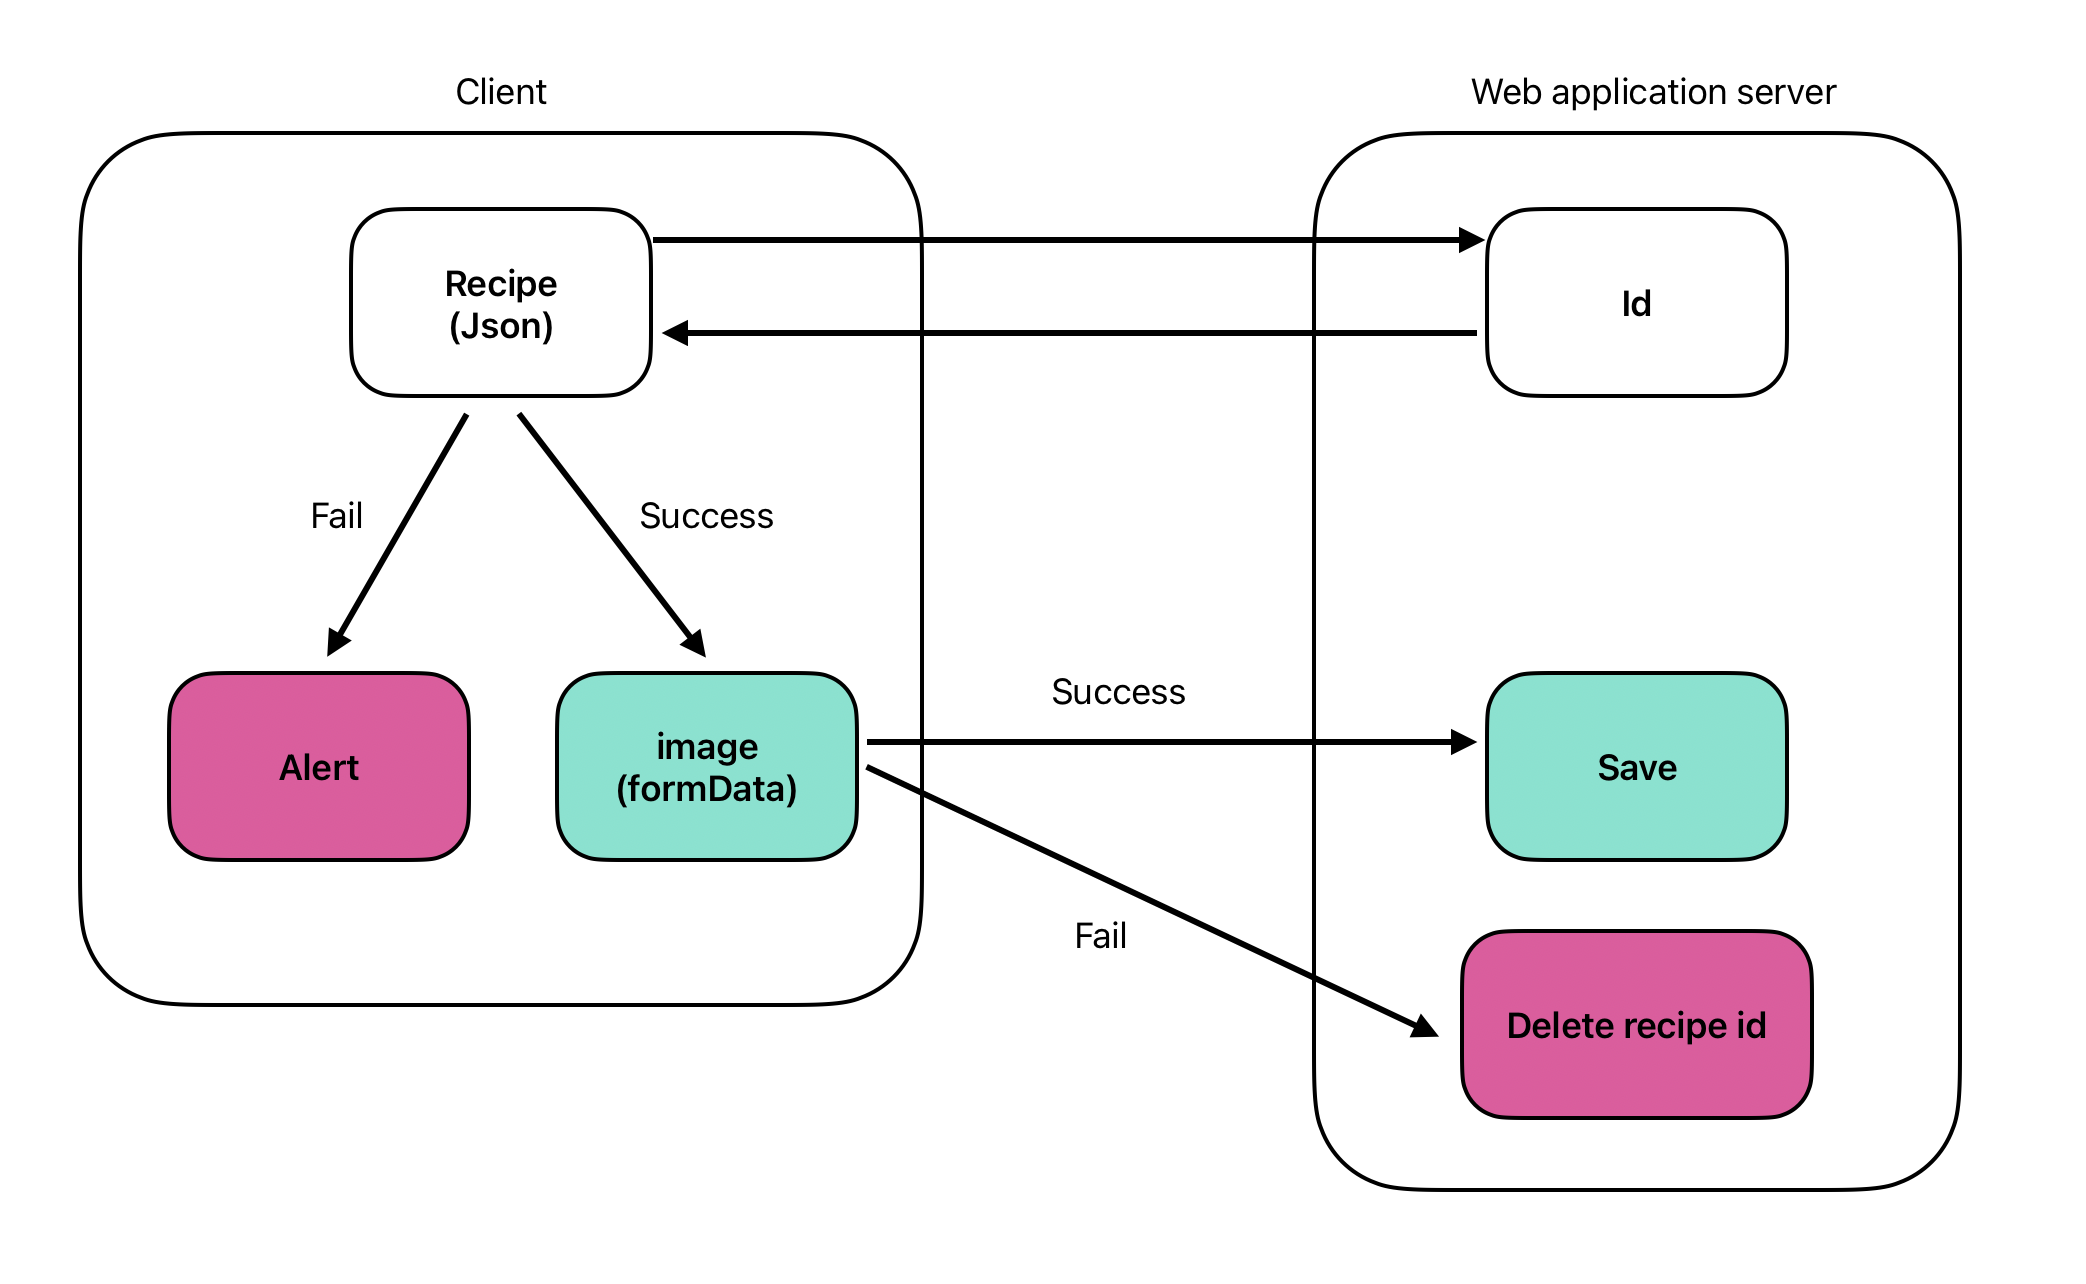 Client
Web application server
Recipe
(Json)
Id
Fail
Success
Success
Alert
image
(formData)
Save
Fail
Delete recipe id